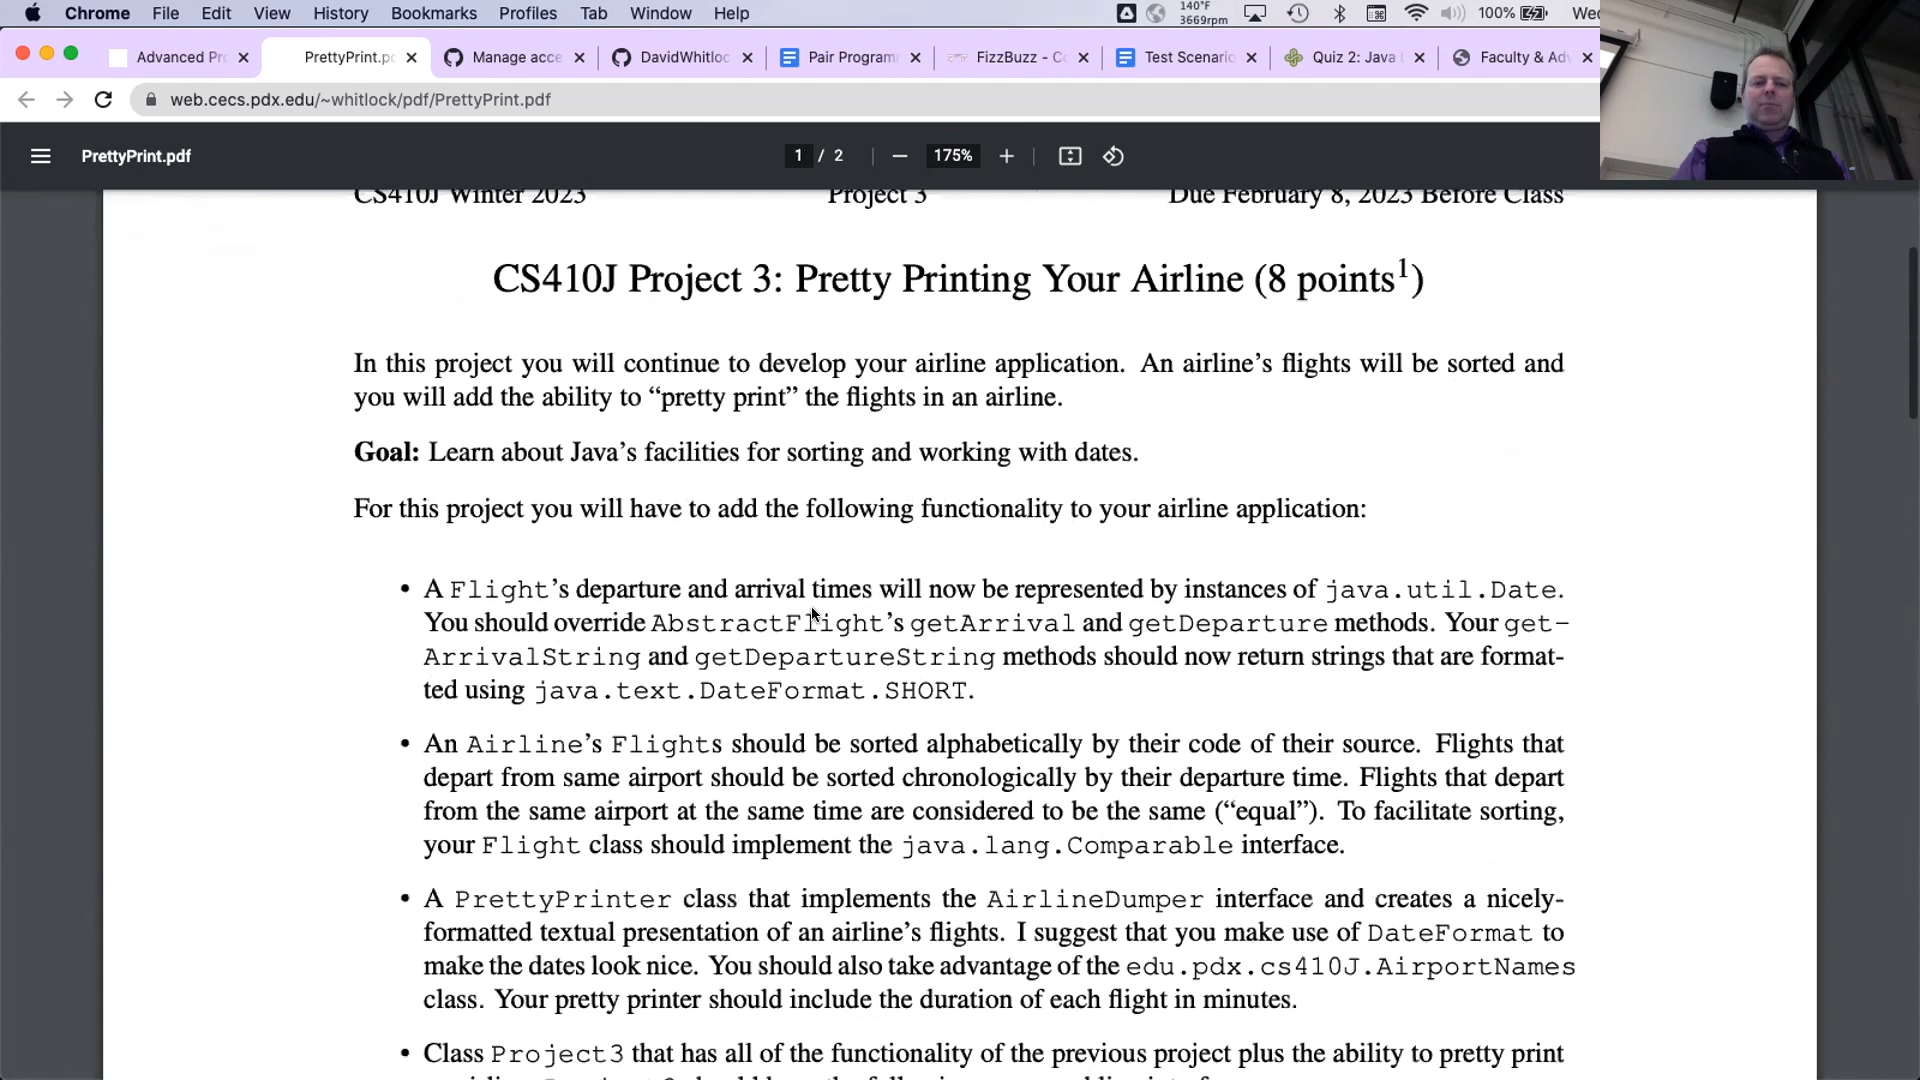 Chrome File Edit View History Bookmarks Profiles Tab Window Help 140°F 3669rpm 100% Wed
Advanced Pr PrettyPrint.pd Manage acce DavidWhitloc Pair Program FizzBuzz - Co Test Scenario Quiz 2: Java Faculty & Adv
web.cecs.pdx.edu/~whitlock/pdf/PrettyPrint.pdf
PrettyPrint.pdf 1 / 2 175%
CS410J Winter 2023 Project 3 Due February 8, 2023 Before Class
CS410J Project 3: Pretty Printing Your Airline (8 points1)
In this project you will continue to develop your airline application. An airline’s flights will be sorted and
you will add the ability to “pretty print” the flights in an airline.
Goal: Learn about Java’s facilities for sorting and working with dates.
For this project you will have to add the following functionality to your airline application:
• A Flight’s departure and arrival times will now be represented by instances of java.util.Date.
You should override AbstractFlight’s getArrival and getDeparture methods. Your get-
ArrivalString and getDepartureString methods should now return strings that are format-
ted using java.text.DateFormat.SHORT.
• An Airline’s Flights should be sorted alphabetically by their code of their source. Flights that
depart from same airport should be sorted chronologically by their departure time. Flights that depart
from the same airport at the same time are considered to be the same (“equal”). To facilitate sorting,
your Flight class should implement the java.lang.Comparable interface.
• A PrettyPrinter class that implements the AirlineDumper interface and creates a nicely-
formatted textual presentation of an airline’s flights. I suggest that you make use of DateFormat to
make the dates look nice. You should also take advantage of the edu.pdx.cs410J.AirportNames
class. Your pretty printer should include the duration of each flight in minutes.
• Class Project3 that has all of the functionality of the previous project plus the ability to pretty print